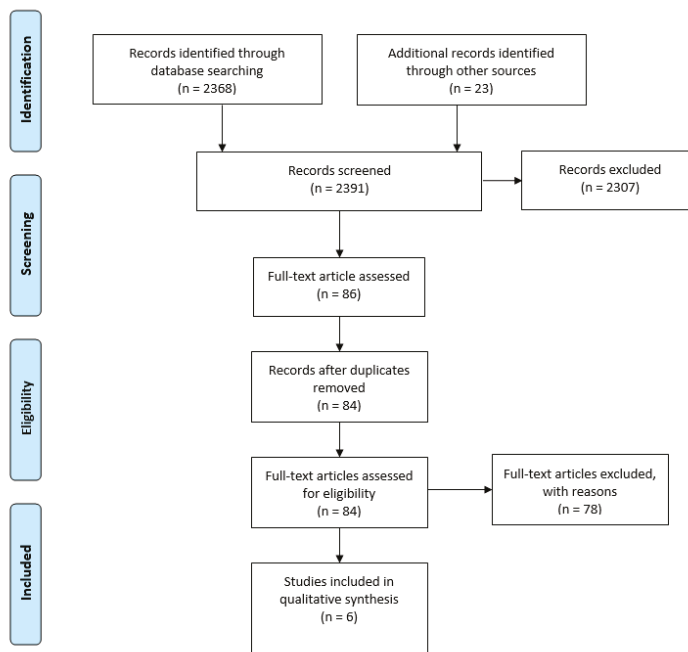 Identification
Records identified through
database searching
(n = 2368)
Additional records identified
through other sources
(n = 23)
Records screened
(n = 2391)
Records excluded
(n = 2307)
Screening
Full-text article assessed
(n = 86)
Records after duplicates
removed
(n = 84)
Eligibility
Full-text articles assessed
for eligibility
(n = 84)
Full-text articles excluded,
with reasons
(n = 78)
Included
Studies included in
qualitative synthesis
(n = 6)